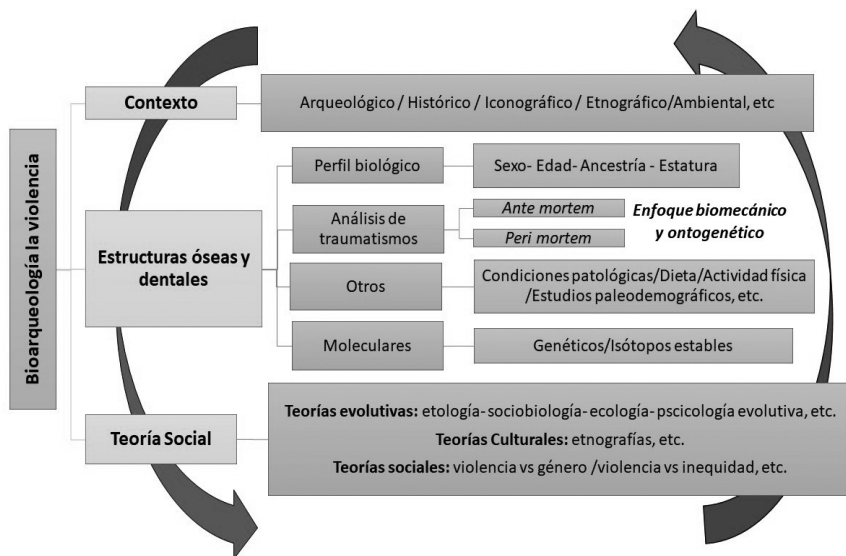 Bioarqueología la violencia
Contexto
Arqueológico / Histórico / Iconográfico / Etnográfico/Ambiental, etc
Estructuras óseas y
dentales
Perfil biológico
Sexo- Edad- Ancestría - Estatura
Análisis de
traumatismos
Ante mortem
Peri mortem
Enfoque biomecánico
y ontogenético
Otros
Condiciones patológicas/Dieta/Actividad física
/Estudios paleodemográficos, etc.
Moleculares
Genéticos/Isótopos estables
Teoría Social
Teorías evolutivas: etología- sociobiología- ecología- pscicología evolutiva, etc.
Teorías Culturales: etnografías, etc.
Teorías sociales: violencia vs género /violencia vs inequidad, etc.